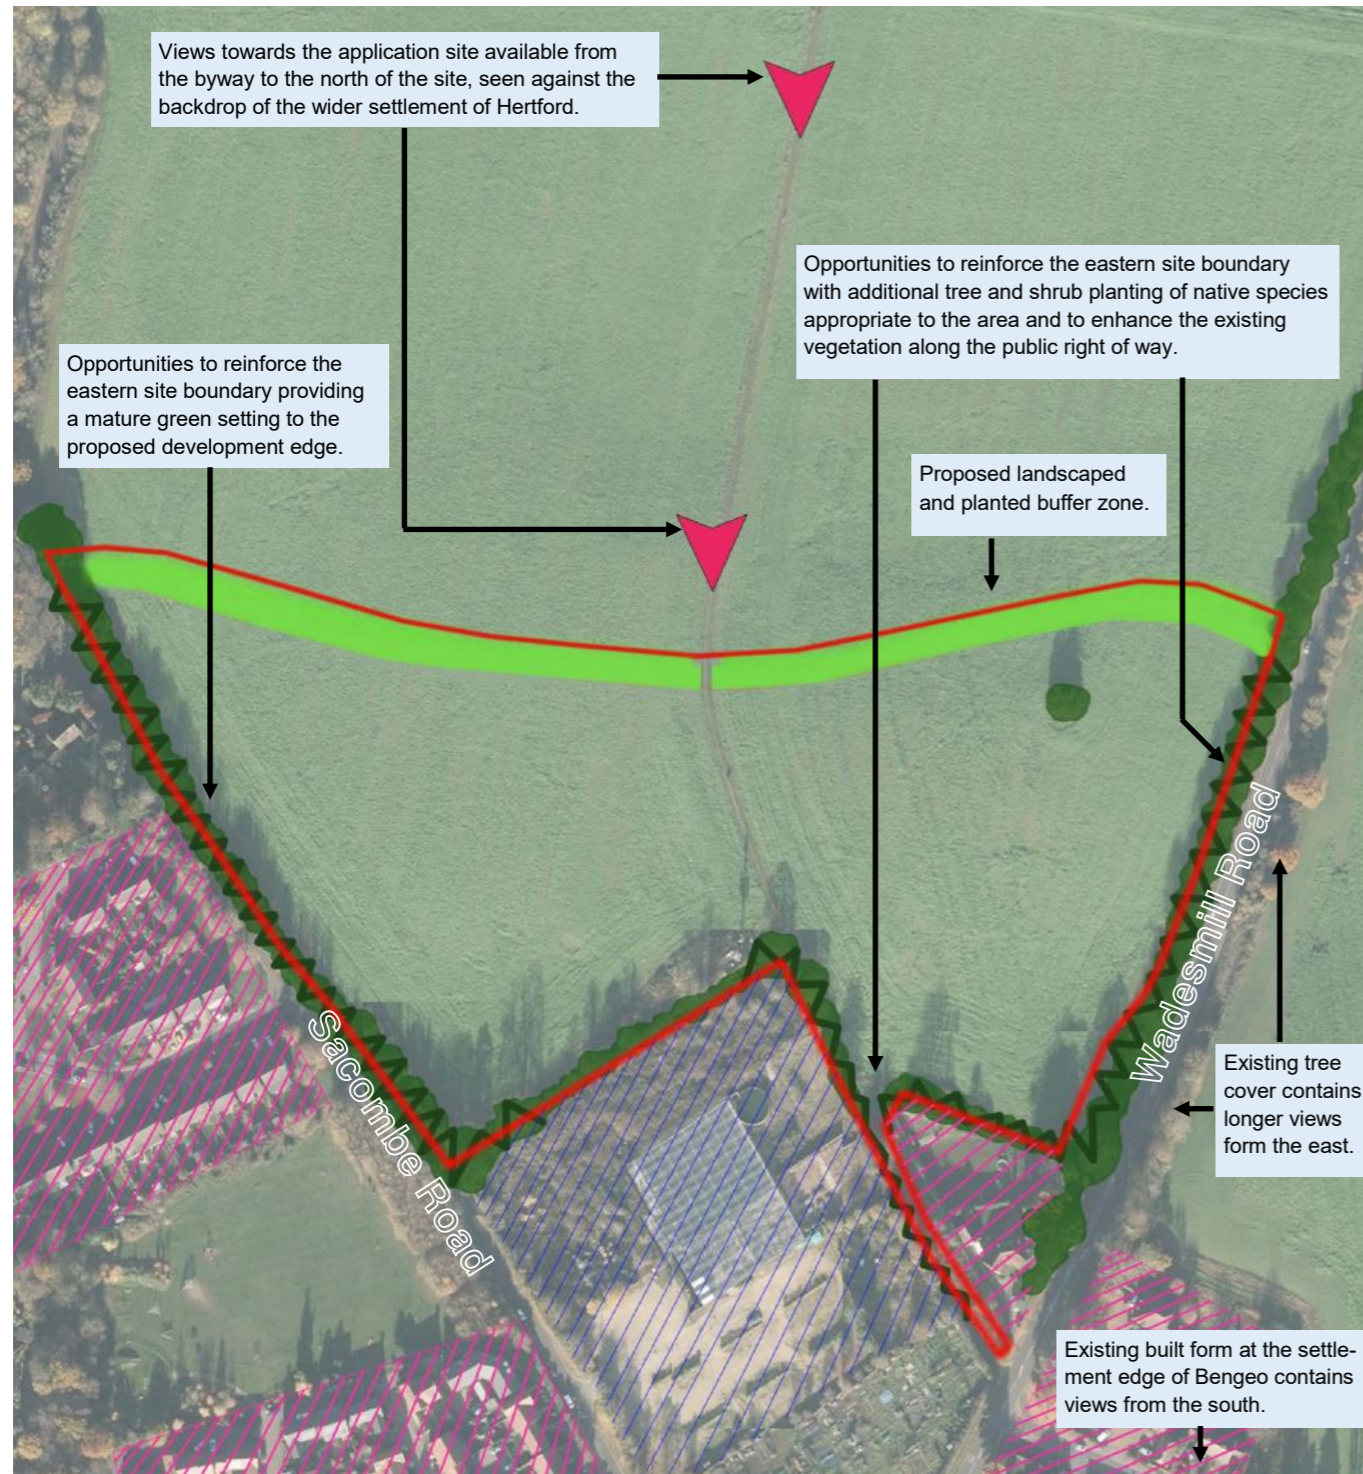 Views towards the application site available from
the byway to the north of the site, seen against the
backdrop of the wider settlement of Hertford.
Opportunities to reinforce the eastern site boundary
with additional tree and shrub planting of native species
appropriate to the area and to enhance the existing
vegetation along the public right of way.
Opportunities to reinforce the
eastern site boundary providing
a mature green setting to the
proposed development edge.
Proposed landscaped
and planted buffer zone.
Wadesmill Road
Sacombe Road
Existing tree
cover contains
longer views
form the east.
Existing built form at the settle-
ment edge of Bengeo contains
views from the south.